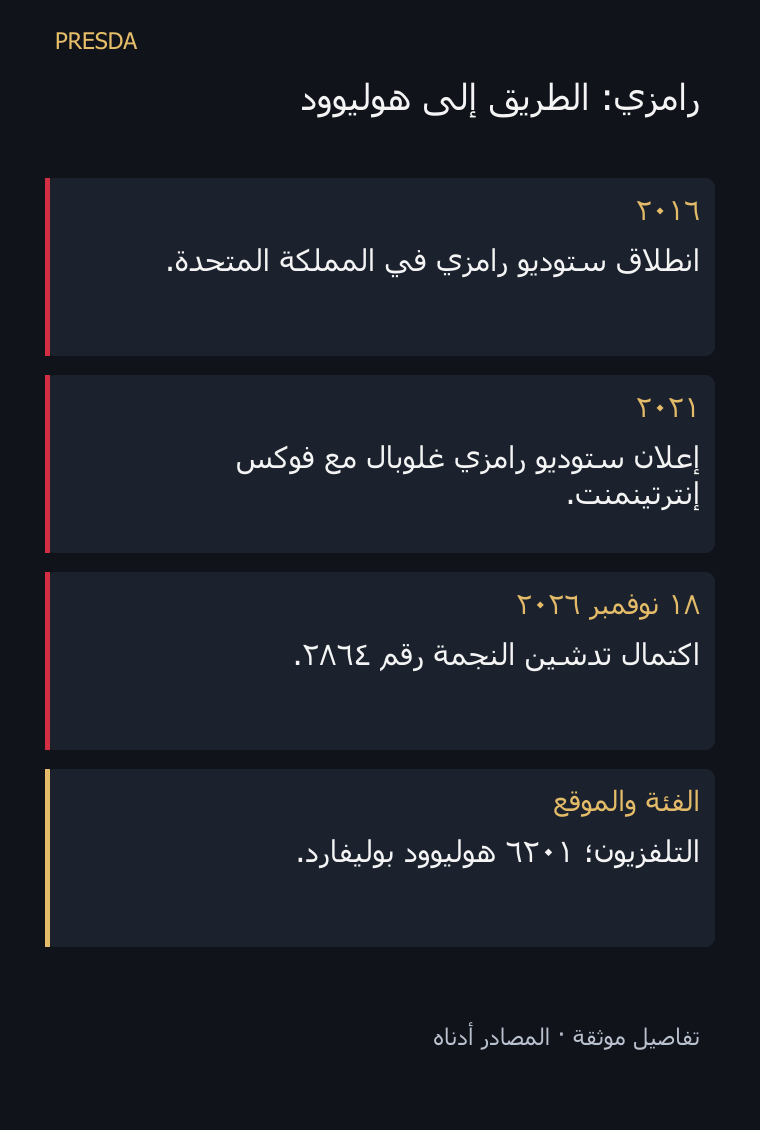 PRESDA
رامزي: الطريق إلى هوليوود
٢٠١٦
انطلاق ستوديو رامزي في المملكة المتحدة.
٢٠٢١
إعلان ستوديو رامزي غلوبال مع فوكس
إنترتينمنت.
١٨ نوفمبر ٢٠٢٦
اكتمال تدشين النجمة رقم ٢٨٦٤.
الفئة والموقع
التلفزيون؛ ٦٢٠١ هوليوود بوليفارد.
تفاصيل موثقة · المصادر أدناه